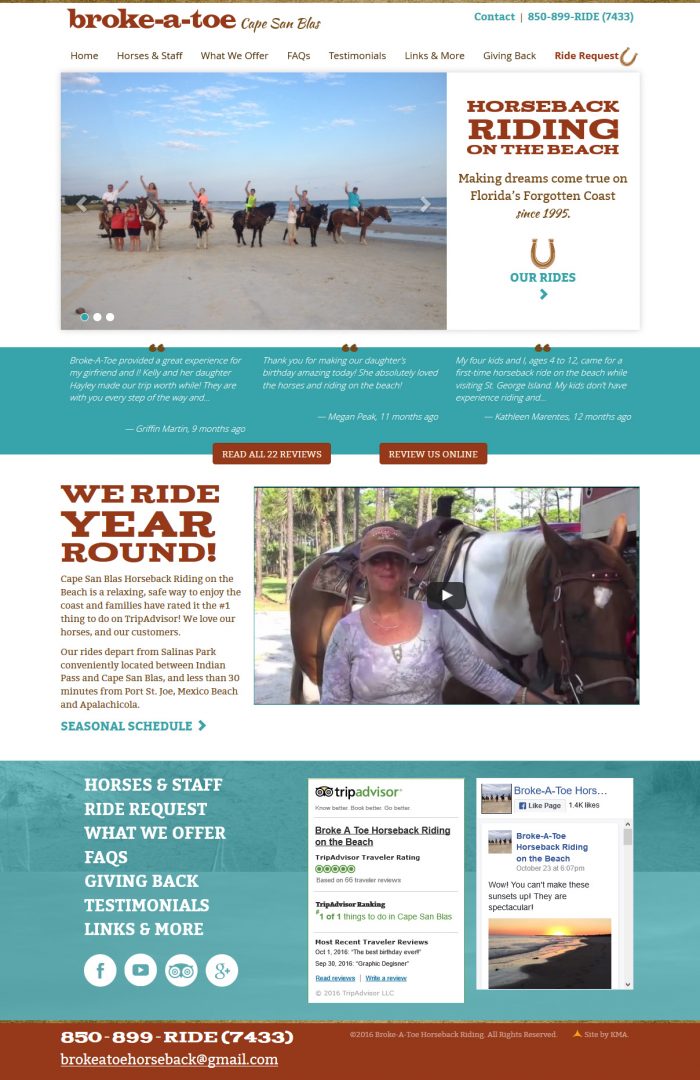 broke-a-toe Cape San Blas
Contact | 850-899-RIDE (7433)
Home Horses & Staff What We Offer FAQs Testimonials Links & More Giving Back Ride Request
HORSEBACK
RIDING
ON THE BEACH
Making dreams come true on
Florida's Forgotten Coast
since 1995.
OUR RIDES
Broke-A-Toe provided a great experience for
my girfriend and I! Kelly and her daughter
Hayley made our trip worth while! They are
with you every step of the way and...
— Griffin Martin, 9 months ago
Thank you for making our daughter's
birthday amazing today! She absolutely loved
the horses and riding on the beach!
— Megan Peak, 11 months ago
My four kids and I, ages 4 to 12, came for a
first-time horseback ride on the beach while
visiting St. George Island. My kids don't have
experience riding and...
— Kathleen Marentes, 12 months ago
READ ALL 22 REVIEWS
REVIEW US ONLINE
WE RIDE
YEAR
ROUND!
Cape San Blas Horseback Riding on the
Beach is a relaxing, safe way to enjoy the
coast and families have rated it the #1
thing to do on TripAdvisor! We love our
horses, and our customers.
Our rides depart from Salinas Park
conveniently located between Indian
Pass and Cape San Blas, and less than 30
minutes from Port St. Joe, Mexico Beach
and Apalachicola.
SEASONAL SCHEDULE
HORSES & STAFF
RIDE REQUEST
WHAT WE OFFER
FAQS
GIVING BACK
TESTIMONIALS
LINKS & MORE
tripadvisor
Know better. Book better. Go better.
Broke A Toe Horseback Riding
on the Beach
TripAdvisor Traveler Rating
Based on 66 traveler reviews
TripAdvisor Ranking
#1 of 1 things to do in Cape San Blas
Most Recent Traveler Reviews
Oct 1, 2016: "The best birthday ever!!"
Sep 30, 2016: "Graphic Degisner"
Read reviews | Write a review
© 2016 TripAdvisor LLC
Broke-A-Toe Hors...
Like Page 1.4K likes
Broke-A-Toe
Horseback Riding
on the Beach
October 23 at 6:07pm
Wow! You can't make these
sunsets up! They are
spectacular!
850-899-RIDE (7433)
brokeatoehorseback@gmail.com
©2016 Broke-A-Toe Horseback Riding. All Rights Reserved.
Site by KMA.